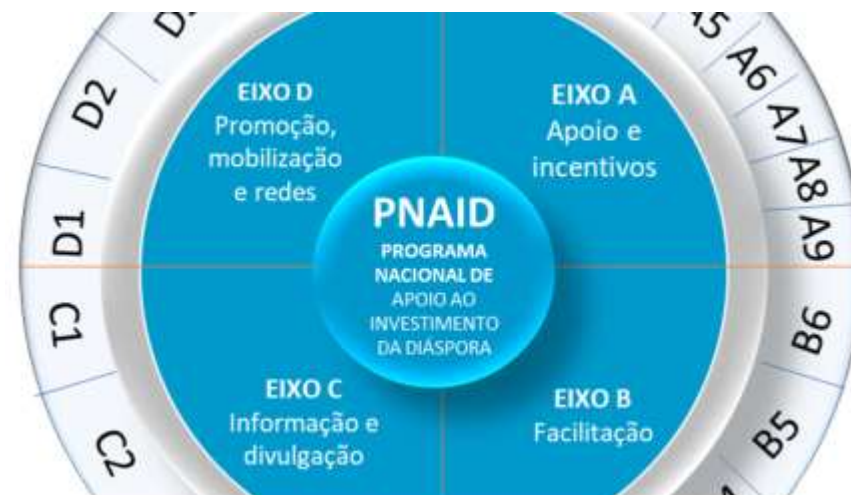 EIXO D
Promoção,
mobilização
e redes
EIXO A
Apoio e
incentivos
PNAID
PROGRAMA
NACIONAL DE
APOIO AO
INVESTIMENTO
DA DIÁSPORA
EIXO C
Informação e
divulgação
EIXO B
Facilitação
D2
D1
C1
C2
A5
A6
A7
A8
A9
B6
B5